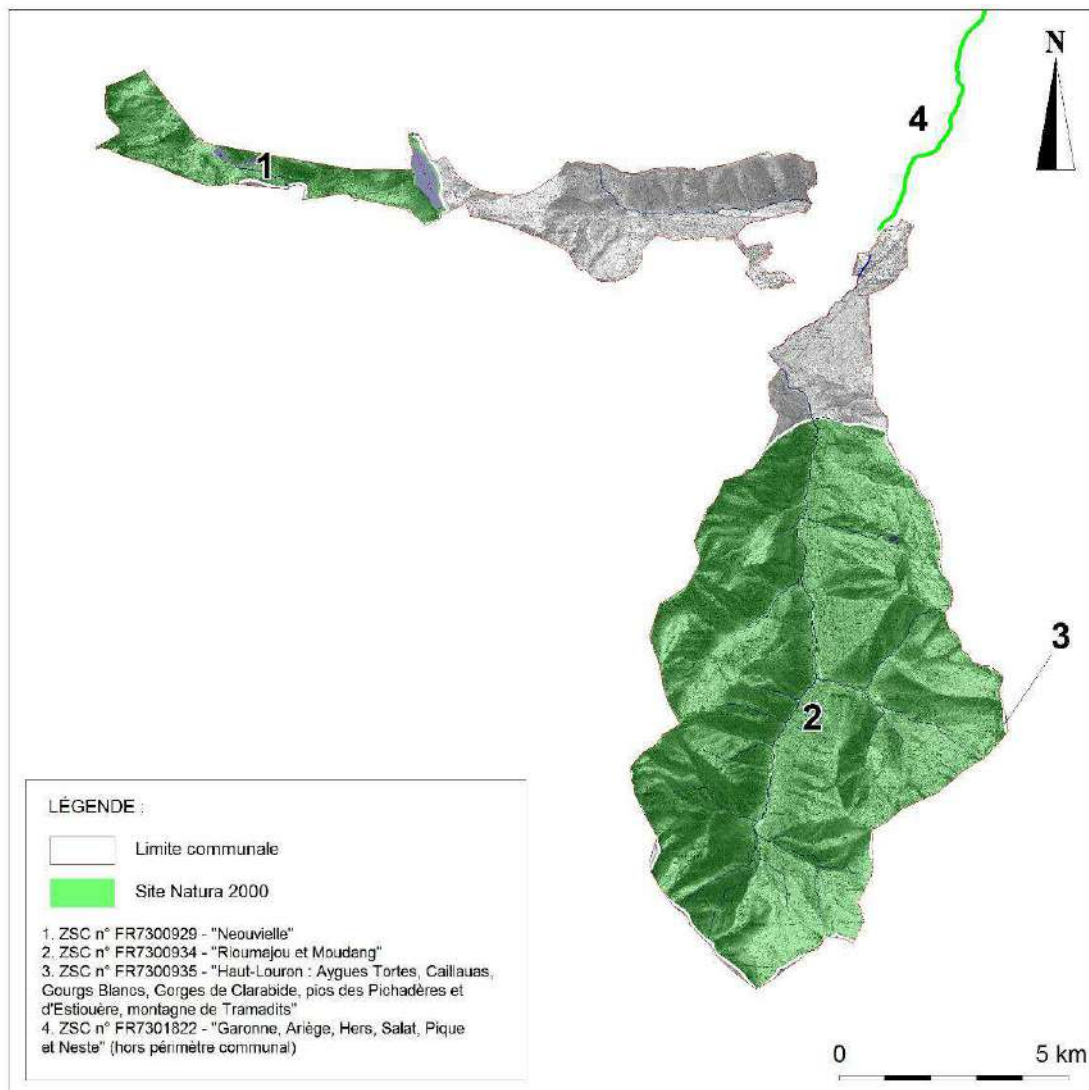 N
4
1
3
2
LÉGENDE :
Limite communale
Site Natura 2000
1. ZSC n° FR7300929 - "Neouvielle"
2. ZSC n° FR7300934 - "Rioumajou et Moudang"
3. ZSC n° FR7300935 - "Haut-Louron : Aygues Tortes, Caillauas,
Gourgs Blancs, Gorges de Clarabide, pics des Pichadères et
d'Estiouère, montagne de Tramadits"
4. ZSC n° FR7301822 - "Garonne, Ariège, Hers, Salat, Pique
et Neste" (hors périmètre communal)
0 5 km